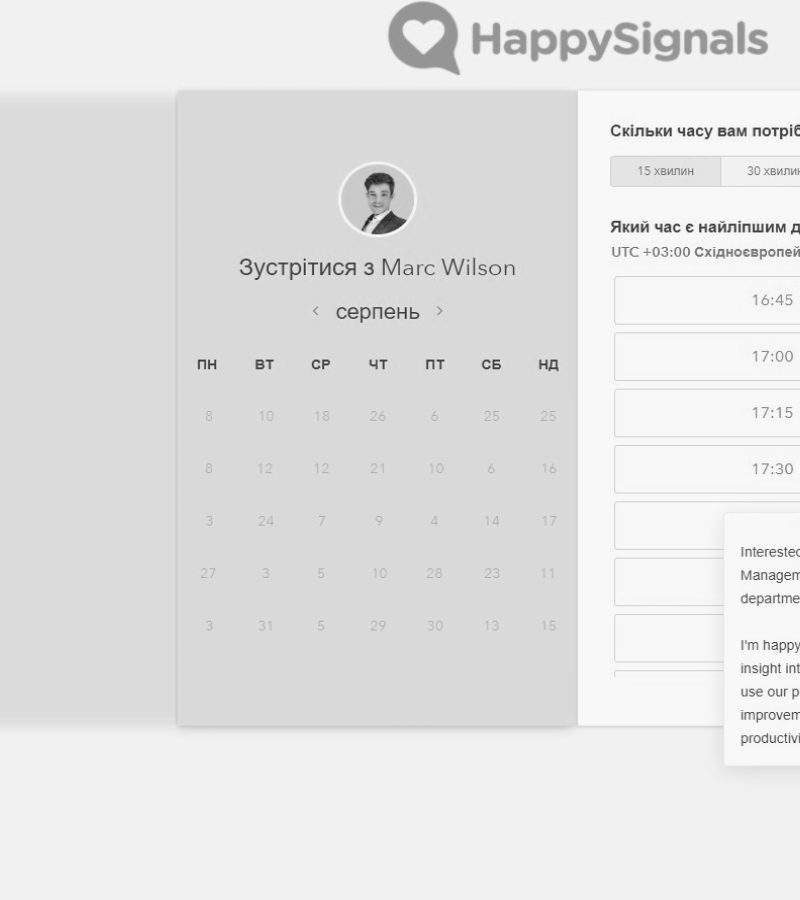 HappySignals
Зустрітися з Marc Wilson
серпень
ПН ВТ СР ЧТ ПТ СБ НД
8 10 18 26 6 25 25
8 12 12 21 10 6 16
3 24 7 9 4 14 17
27 3 5 10 28 23 11
3 31 5 29 30 13 15
Скільки часу вам потріб
15 хвилин 30 хвилин
Який час є найліпшим д
UTC +03:00 Східноєвропей
16:45
17:00
17:15
17:30
Interested
Managem
departme
I'm happy
insight int
use our p
improvem
productivi